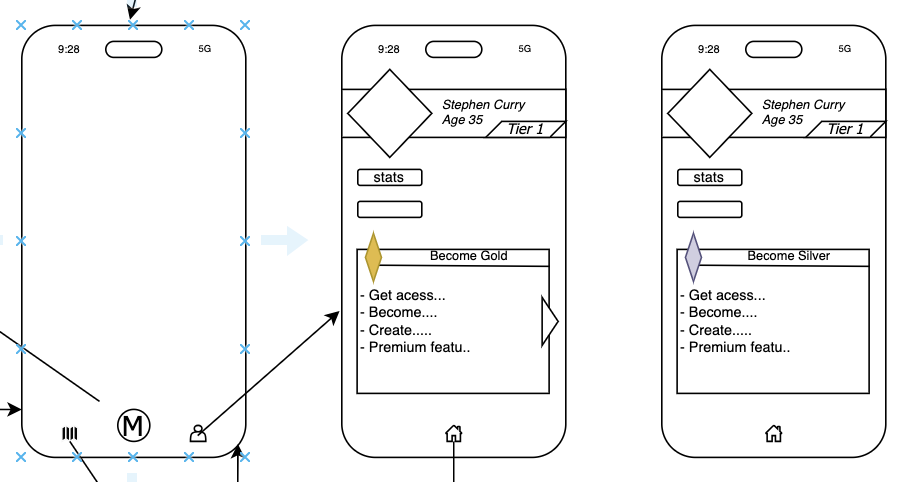 9:28
5G
M
9:28
5G
Stephen Curry
Age 35
Tier 1
stats
Become Gold
- Get acess...
- Become....
- Create.....
- Premium featu..
9:28
5G
Stephen Curry
Age 35
Tier 1
stats
Become Silver
- Get acess...
- Become....
- Create.....
- Premium featu..